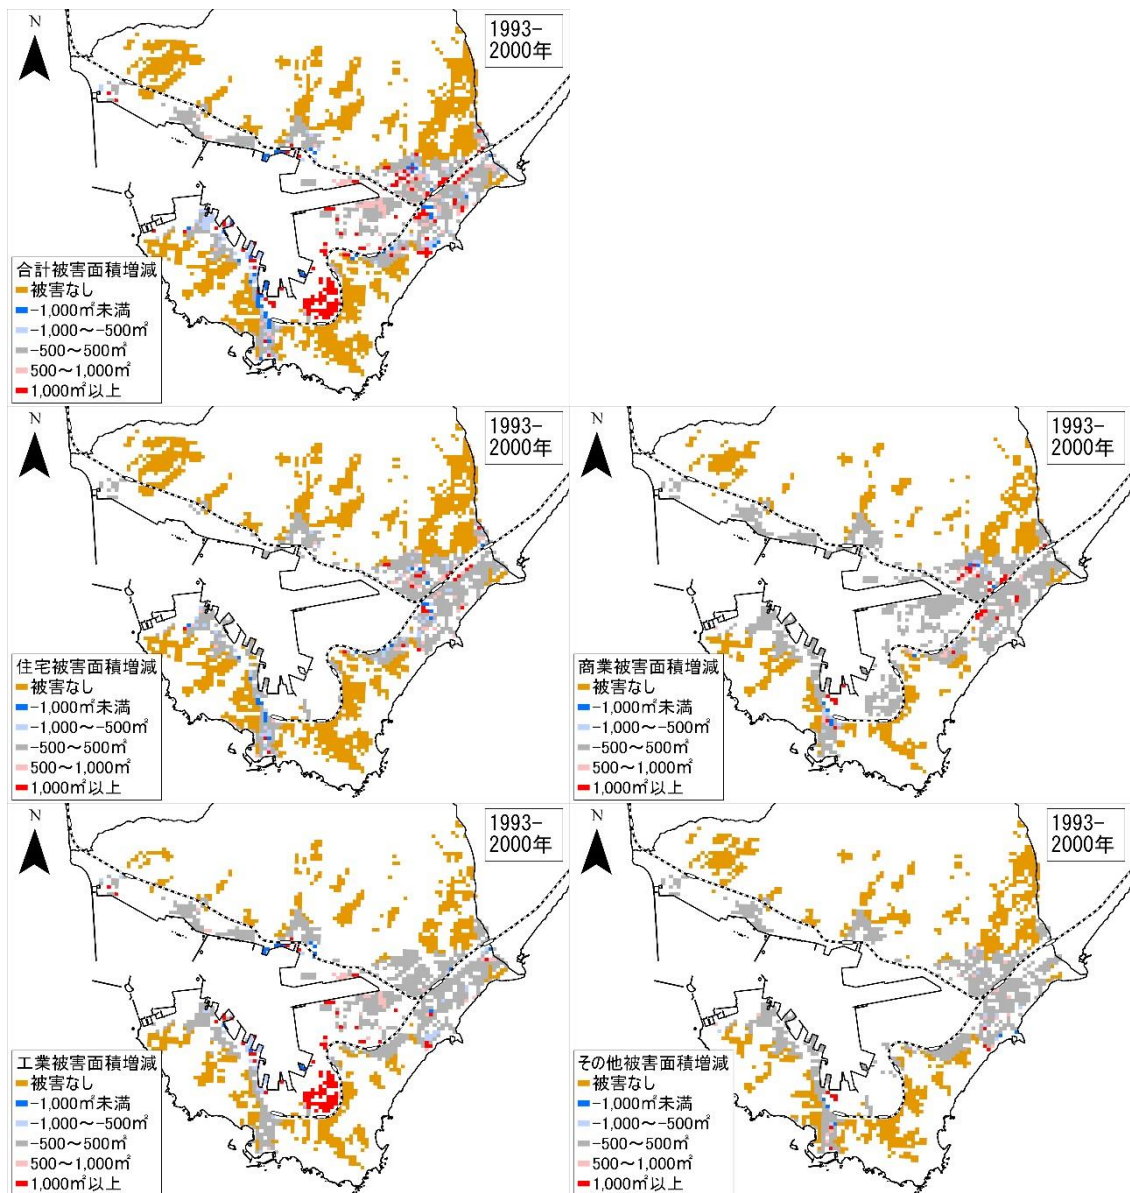 N
1993-
2000年
合計被害面積増減
被害なし
-1,000㎡未満
-1,000～-500㎡
-500～500㎡
500～1,000㎡
1,000㎡以上
N
1993-
2000年
住宅被害面積増減
被害なし
-1,000㎡未満
-1,000～-500㎡
-500～500㎡
500～1,000㎡
1,000㎡以上
N
1993-
2000年
商業被害面積増減
被害なし
-1,000㎡未満
-1,000～-500㎡
-500～500㎡
500～1,000㎡
1,000㎡以上
N
1993-
2000年
工業被害面積増減
被害なし
-1,000㎡未満
-1,000～-500㎡
-500～500㎡
500～1,000㎡
1,000㎡以上
N
1993-
2000年
その他被害面積増減
被害なし
-1,000㎡未満
-1,000～-500㎡
-500～500㎡
500～1,000㎡
1,000㎡以上